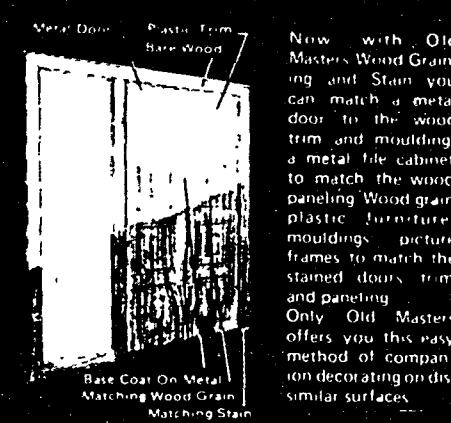 Metal Door
Plastic Trim
Bare Wood
Now with Old
Masters Wood Grain
ing and Stain you
can match a metal
door to the wood
trim and moulding
a metal file cabinet
to match the wood
paneling Wood grain
plastic furniture
mouldings picture
frames to match the
stained doors trim
and paneling
Only Old Masters
offers you this easy
method of compan
ion decorating on dis
similar surfaces
Base Coat On Metal
Matching Wood Grain
Matching Stain